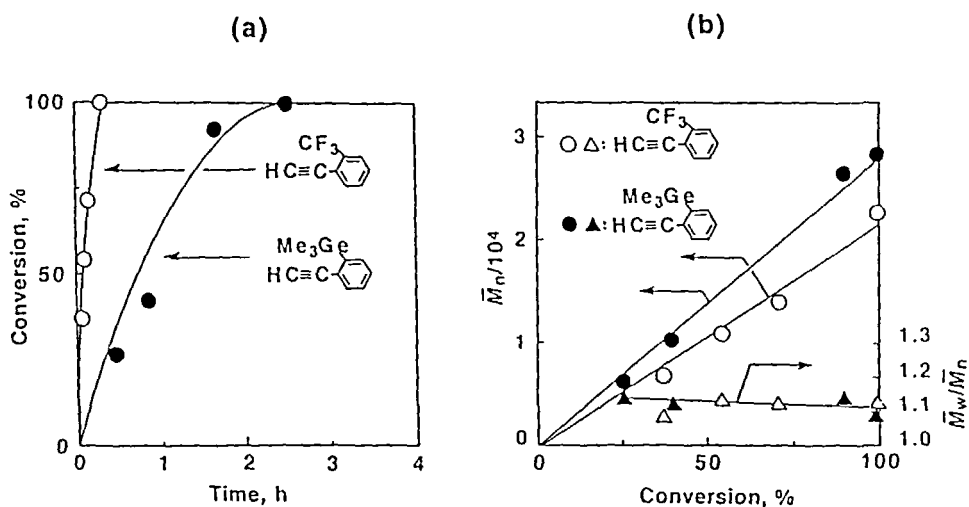 (a)
(b)
100
50
0
Conversion, %
0 1 2 3 4
Time, h
CF₃
HC≡C
Me₃Ge
HC≡C
3
2
1
0
M̅n/10⁴
CF₃
○ △: HC≡C
Me₃Ge
● ▲: HC≡C
1.3
1.2
1.1
1.0
M̅w/M̅n
0 50 100
Conversion, %